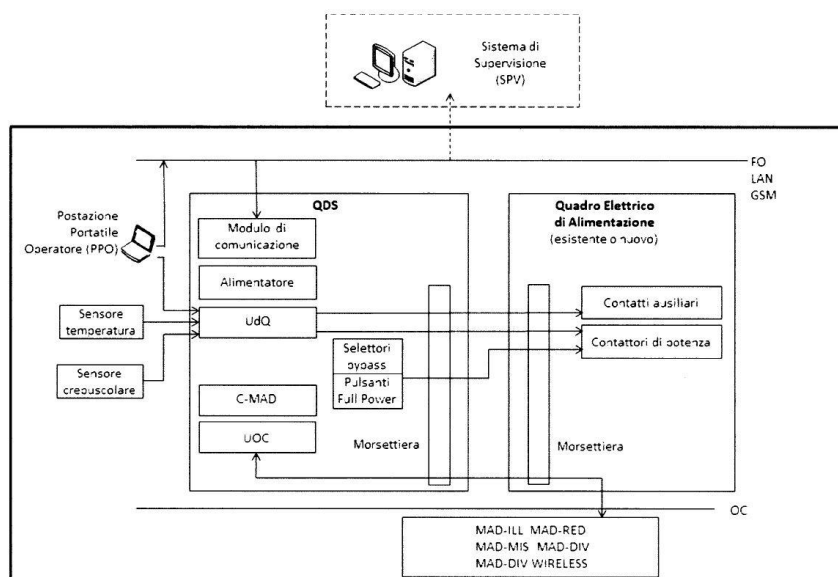 Sistema di
Supervisione
(SPV)
FO
LAN
GSM
Postazione
Portatile
Operatore (PPO)
QDS
Modulo di
comunicazione
Alimentatore
UdQ
Sensore
temperatura
Sensore
crepuscolare
Selettori
bypass
Pulsanti
Full Power
C-MAD
UOC
Morsettiera
Quadro Elettrico
di Alimentazione
(esistente o nuovo)
Contatti ausiliari
Contattori di potenza
Morsettiera
OC
MAD-ILL MAD-RED
MAD-MIS MAD-DIV
MAD-DIV WIRELESS